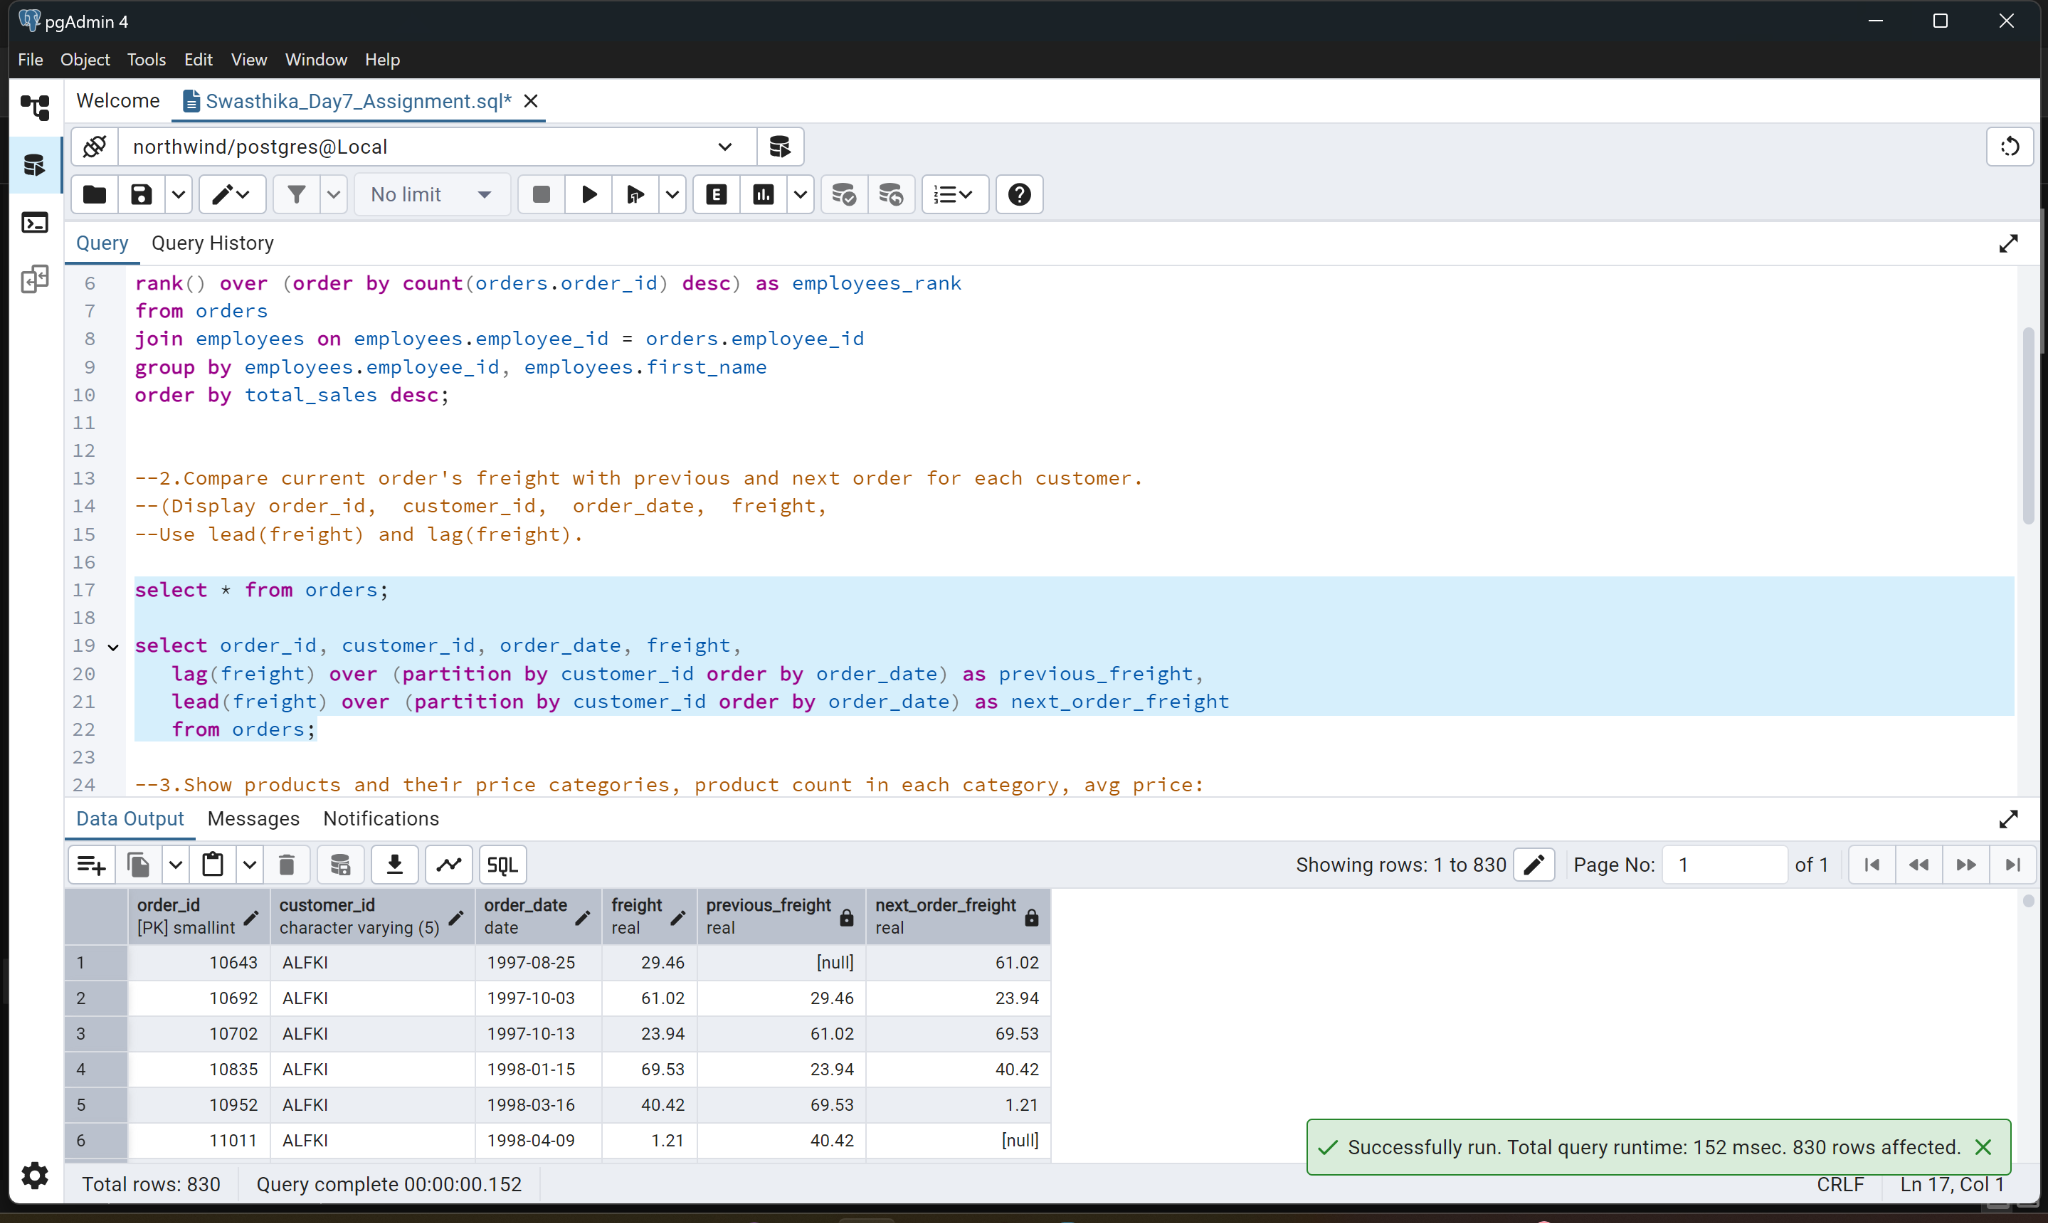 pgAdmin 4
File Object Tools Edit View Window Help
Welcome Swasthika_Day7_Assignment.sql*
northwind/postgres@Local
No limit E
Query Query History
6 rank() over (order by count(orders.order_id) desc) as employees_rank
7 from orders
8 join employees on employees.employee_id = orders.employee_id
9 group by employees.employee_id, employees.first_name
10 order by total_sales desc;
11
12
13 --2.Compare current order's freight with previous and next order for each customer.
14 --(Display order_id,  customer_id,  order_date,  freight,
15 --Use lead(freight) and lag(freight).
16
17 select * from orders;
18
19 select order_id, customer_id, order_date, freight,
20 lag(freight) over (partition by customer_id order by order_date) as previous_freight,
21 lead(freight) over (partition by customer_id order by order_date) as next_order_freight
22 from orders;
23
24 --3.Show products and their price categories, product count in each category, avg price:
Data Output Messages Notifications
SQL Showing rows: 1 to 830 Page No: 1 of 1
order_id customer_id order_date freight previous_freight next_order_freight
[PK] smallint character varying (5) date real real real
1 10643 ALFKI 1997-08-25 29.46 [null] 61.02
2 10692 ALFKI 1997-10-03 61.02 29.46 23.94
3 10702 ALFKI 1997-10-13 23.94 61.02 69.53
4 10835 ALFKI 1998-01-15 69.53 23.94 40.42
5 10952 ALFKI 1998-03-16 40.42 69.53 1.21
6 11011 ALFKI 1998-04-09 1.21 40.42 [null]
Successfully run. Total query runtime: 152 msec. 830 rows affected.
Total rows: 830 Query complete 00:00:00.152 CRLF Ln 17, Col 1